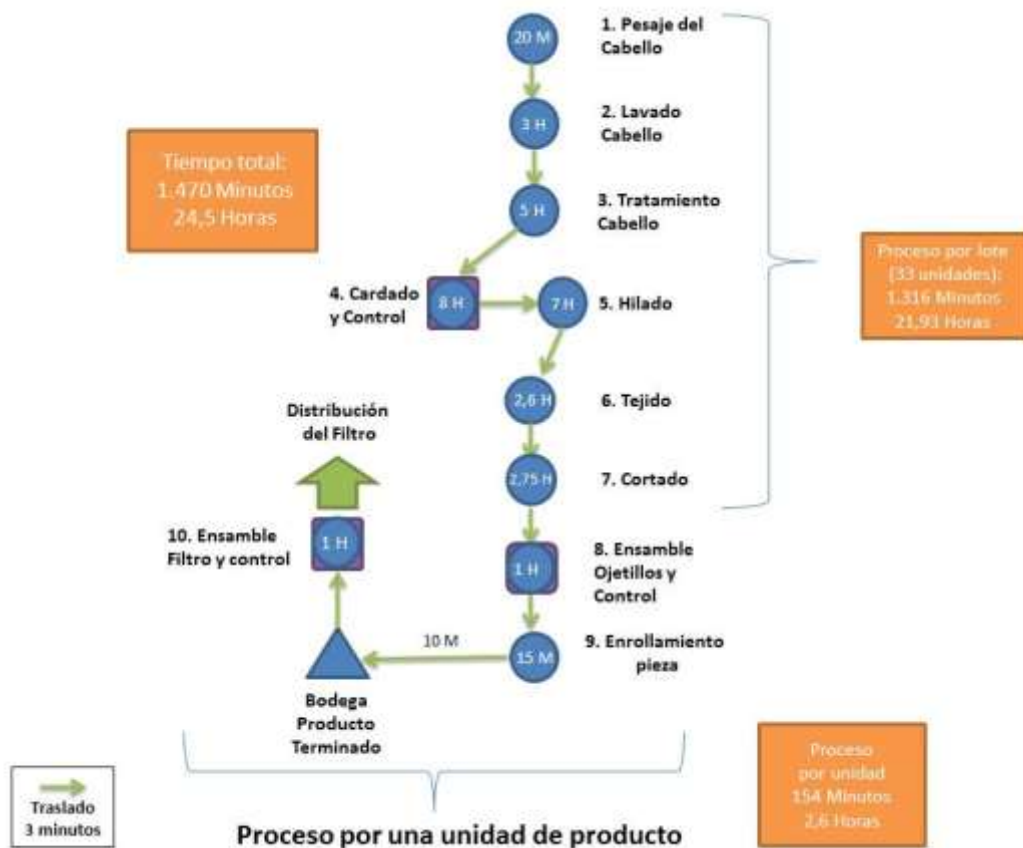 20 M
1. Pesaje del
Cabello
3 H
2. Lavado
Cabello
Tiempo total:
1.470 Minutos
24,5 Horas
5 H
3. Tratamiento
Cabello
Proceso por lote
(33 unidades):
1.316 Minutos
21,93 Horas
4. Cardado
y Control
8 H
7 H
5. Hilado
2,6 H
6. Tejido
Distribución
del Filtro
2,75 H
7. Cortado
10. Ensamble
Filtro y control
1 H
1 H
8. Ensamble
Ojetillos y
Control
10 M
15 M
9. Enrollamiento
pieza
Bodega
Producto
Terminado
Proceso
por unidad
154 Minutos
2,6 Horas
Traslado
3 minutos
Proceso por una unidad de producto